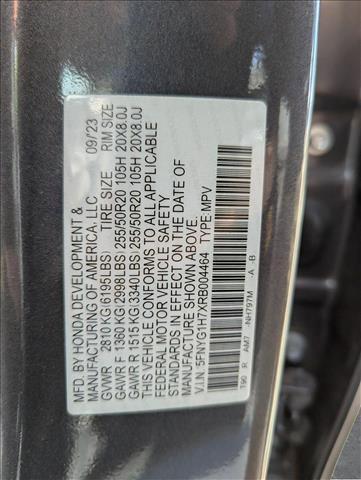 MFD. BY HONDA DEVELOPMENT &
MANUFACTURING OF AMERICA, LLC 09/23
GVWR 2810 KG(6195LBS) TIRE SIZE RIM SIZE
GAWR F 1360 KG(2998LBS) 255/50R20 105H 20X8.0J
GAWR R 1515 KG(3340LBS) 255/50R20 105H 20X8.0J
THIS VEHICLE CONFORMS TO ALL APPLICABLE
FEDERAL MOTOR VEHICLE SAFETY
STANDARDS IN EFFECT ON THE DATE OF
MANUFACTURE SHOWN ABOVE.
V.I.N. 5FNYG1H7XRB004464 TYPE:MPV
T90 :R AM7 -NH797M -A -B